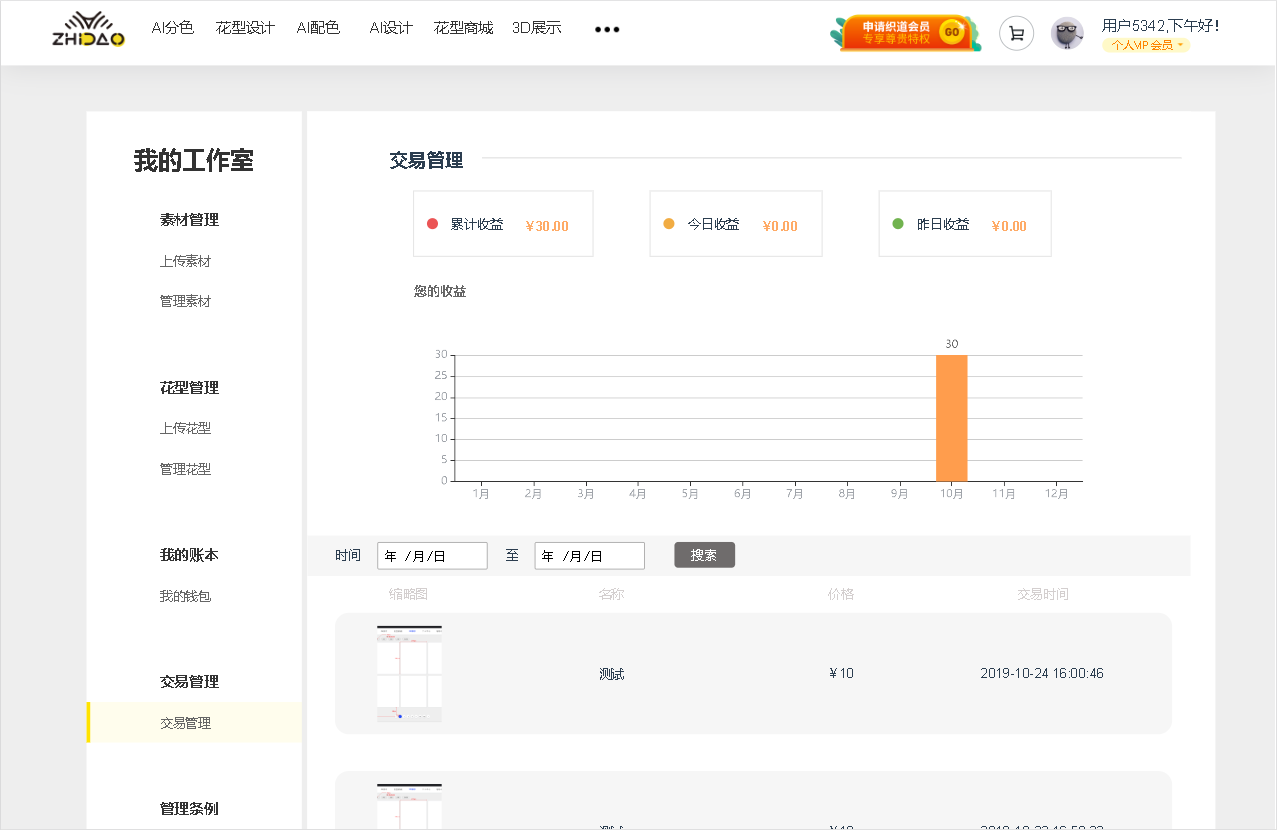 ZHIDAO
AI分色 花型设计 AI配色 AI设计 花型商城 3D展示 •••
申请织道会员
专享尊贵特权
GO
用户5342,下午好!
个人VIP会员
我的工作室
素材管理
上传素材
管理素材
花型管理
上传花型
管理花型
我的账本
我的钱包
交易管理
交易管理
管理条例
交易管理
累计收益 ¥30.00
今日收益 ¥0.00
昨日收益 ¥0.00
您的收益
30
30
25
20
15
10
5
0
1月 2月 3月 4月 5月 6月 7月 8月 9月 10月 11月 12月
时间 年 /月/日 至 年 /月/日 搜索
缩略图 名称 价格 交易时间
测试 ¥10 2019-10-24 16:00:46